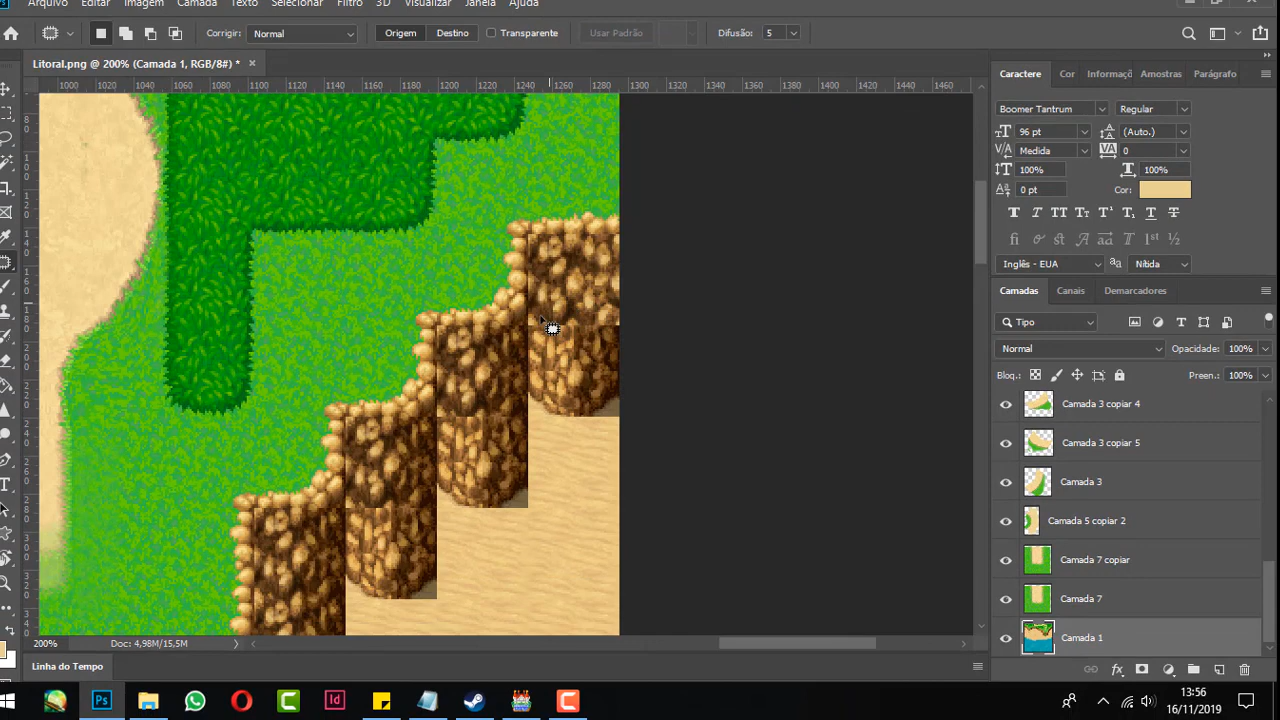 Arquivo Editar Imagem Camada Texto Selecionar Filtro 3D Visualizar Janela Ajuda
Corrigir: Normal Origem Destino Transparente Usar Padrão Difusão: 5
Litoral.png @ 200% (Camada 1, RGB/8#) * ×
1000 1020 1040 1060 1080 1100 1120 1140 1160 1180 1200 1220 1240 1260 1280 1300 1320 1340 1360 1380 1400 1420 1440 1460
Caractere Cor Informaçõ Amostras Parágrafo
Boomer Tantrum Regular
96 pt (Auto.)
Medida 0
100% 100%
0 pt Cor:
Inglês - EUA aa Nítida
Camadas Canais Demarcadores
Tipo
Normal Opacidade: 100%
Bloq.: Preen.: 100%
Camada 3 copiar 4
Camada 3 copiar 5
Camada 3
Camada 5 copiar 2
Camada 7 copiar
Camada 7
Camada 1
200% Doc: 4,98M/15,5M
Linha do Tempo
Ps Id
13:56
16/11/2019